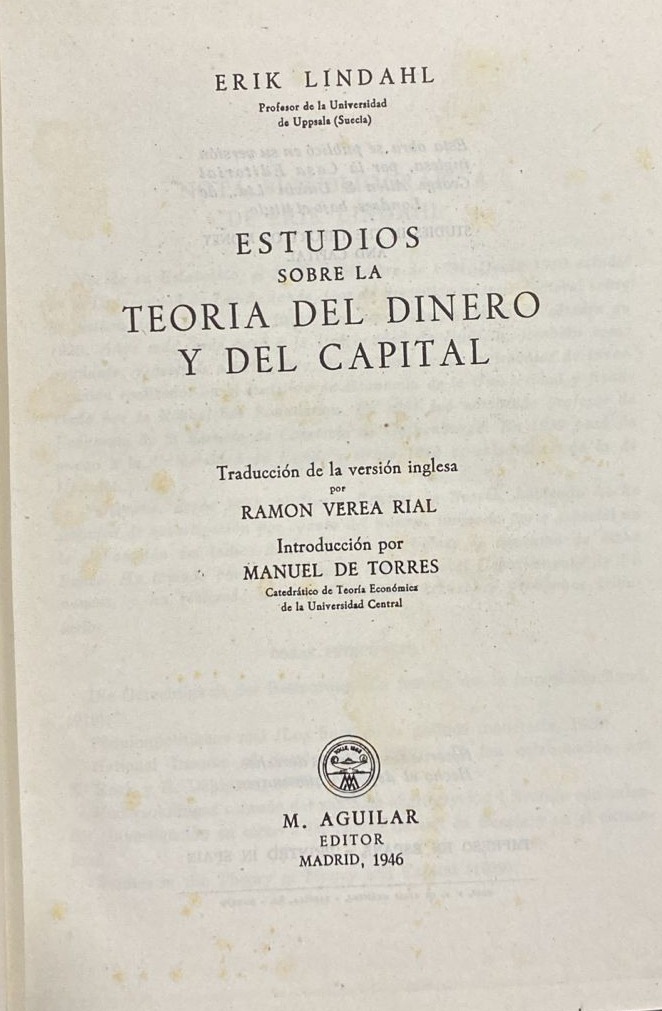 ERIK LINDAHL
Profesor de la Universidad
de Uppsala (Suecia)
ESTUDIOS
SOBRE LA
TEORIA DEL DINERO
Y DEL CAPITAL
Traducción de la versión inglesa
por
RAMON VEREA RIAL
Introducción por
MANUEL DE TORRES
Catedrático de Teoría Económica
de la Universidad Central
M. AGUILAR
EDITOR
MADRID, 1946